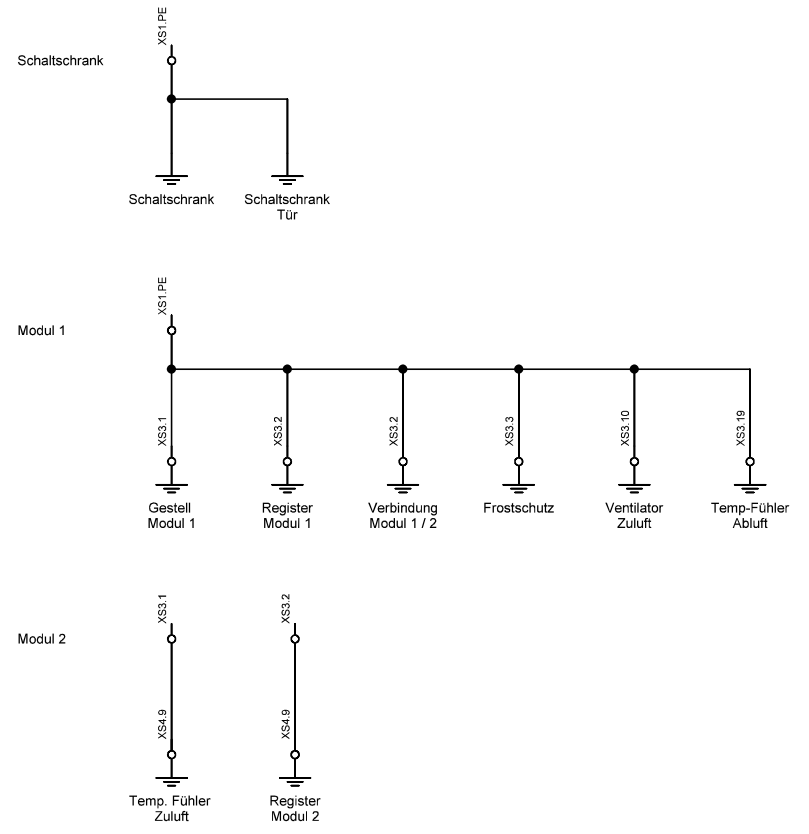 XS1.PE
Schaltschrank
Schaltschrank
Schaltschrank
Tür
XS1.PE
Modul 1
XS3.1
XS3.2
XS3.2
XS3.3
XS3.10
XS3.19
Gestell
Modul 1
Register
Modul 1
Verbindung
Modul 1 / 2
Frostschutz
Ventilator
Zuluft
Temp-Fühler
Abluft
XS3.1
XS3.2
Modul 2
XS4.9
XS4.9
Temp. Fühler
Zuluft
Register
Modul 2